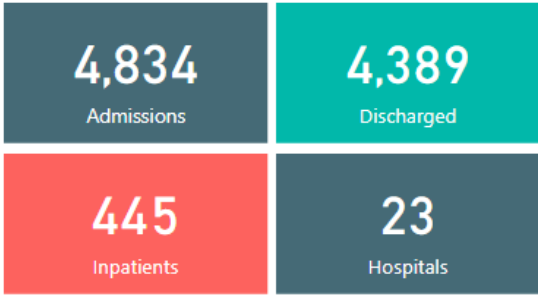 4,834
Admissions
4,389
Discharged
445
Inpatients
23
Hospitals